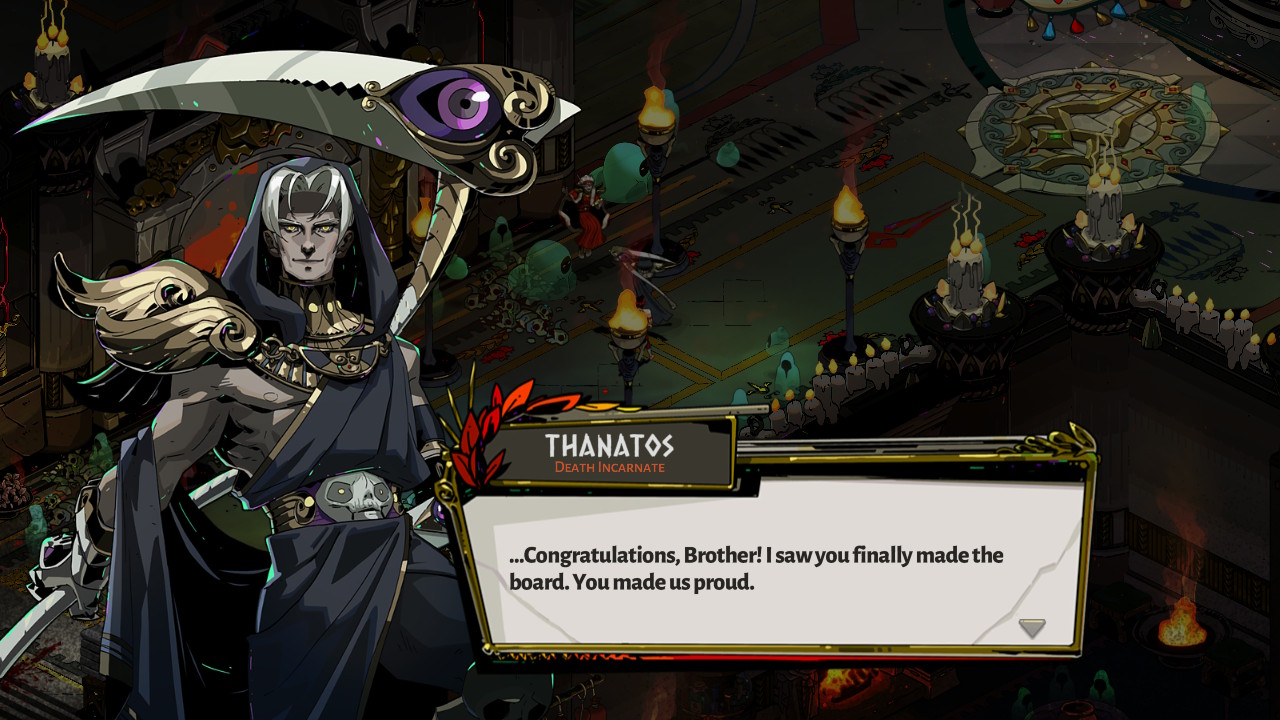 THANATOS
DEATH INCARNATE
...Congratulations, Brother! I saw you finally made the
board. You made us proud.